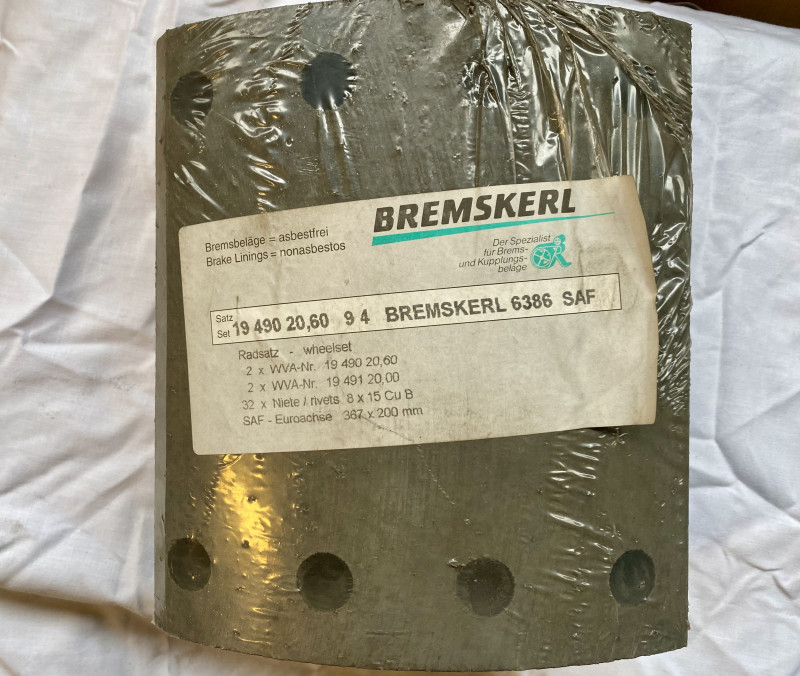 Bremsbeläge = asbestfrei
Brake Linings = nonasbestos
BREMSKERL
Der Spezialist
für Brems-
und Kupplungs-
beläge
Satz
Set
19 490 20,60 9 4 BREMSKERL 6386 SAF
Radsatz - wheelset
2 x WVA-Nr. 19 490 20,60
2 x WVA-Nr. 19 491 20,00
32 x Niete / rivets 8 x 15 Cu B
SAF - Euroachse 367 x 200 mm